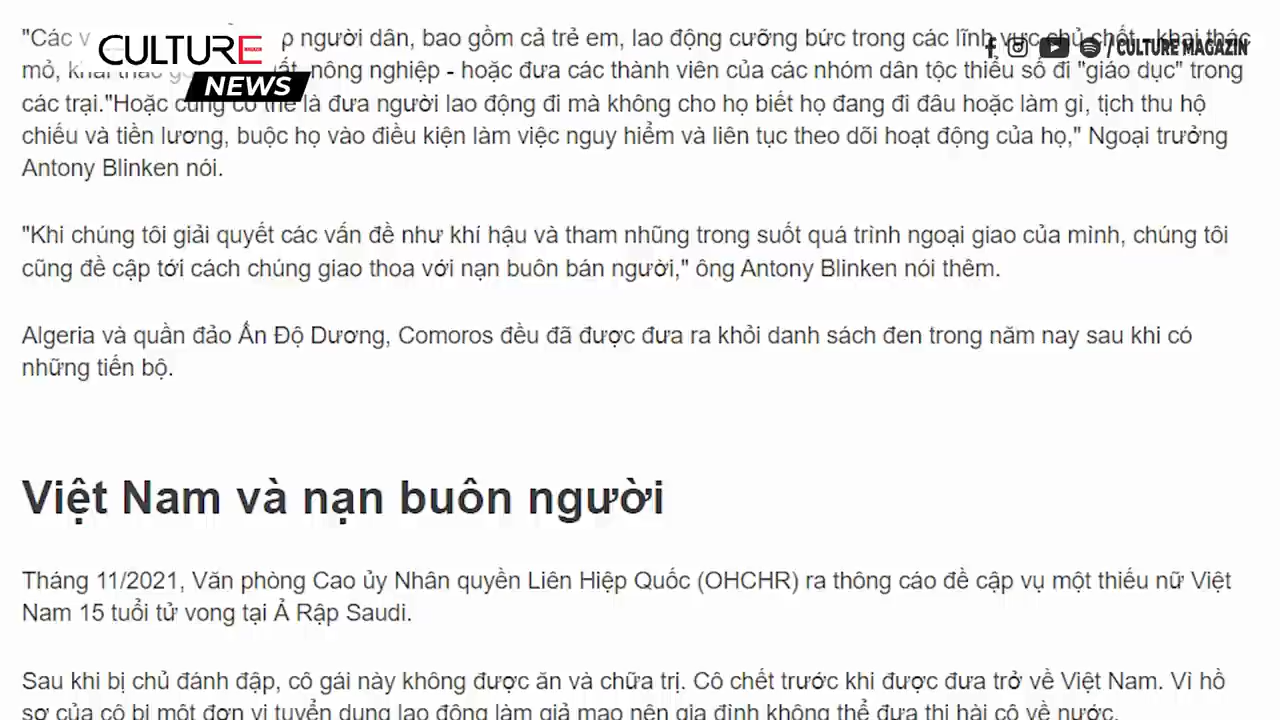 "Các v p người dân, bao gồm cả trẻ em, lao động cưỡng bức trong các lĩnh vực chủ chốt - khai thác
CULTURE
NEWS
/ CULTURE MAGAZIN
mỏ, khai thác nông nghiệp - hoặc đưa các thành viên của các nhóm dân tộc thiểu số đi "giáo dục" trong
các trại."Hoặc cũng có thể là đưa người lao động đi mà không cho họ biết họ đang đi đâu hoặc làm gì, tịch thu hộ
chiếu và tiền lương, buộc họ vào điều kiện làm việc nguy hiểm và liên tục theo dõi hoạt động của họ," Ngoại trưởng
Antony Blinken nói.
"Khi chúng tôi giải quyết các vấn đề như khí hậu và tham nhũng trong suốt quá trình ngoại giao của mình, chúng tôi
cũng đề cập tới cách chúng giao thoa với nạn buôn bán người," ông Antony Blinken nói thêm.
Algeria và quần đảo Ấn Độ Dương, Comoros đều đã được đưa ra khỏi danh sách đen trong năm nay sau khi có
những tiến bộ.
Việt Nam và nạn buôn người
Tháng 11/2021, Văn phòng Cao ủy Nhân quyền Liên Hiệp Quốc (OHCHR) ra thông cáo đề cập vụ một thiếu nữ Việt
Nam 15 tuổi tử vong tại Ả Rập Saudi.
Sau khi bị chủ đánh đập, cô gái này không được ăn và chữa trị. Cô chết trước khi được đưa trở về Việt Nam. Vì hồ
sơ của cô bị một đơn vị tuyển dụng lao động làm giả mạo nên gia đình không thể đưa thi hài cô về nước.